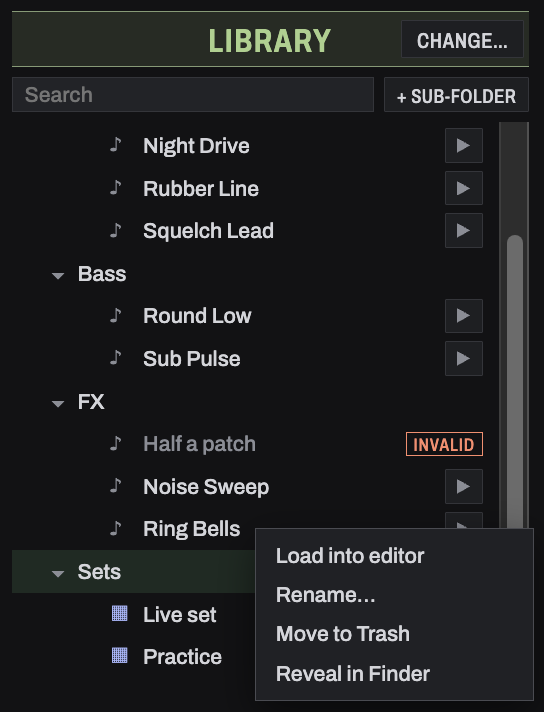 LIBRARY
CHANGE...
Search
+ SUB-FOLDER
Night Drive
Rubber Line
Squelch Lead
Bass
Round Low
Sub Pulse
FX
Half a patch
INVALID
Noise Sweep
Ring Bells
Sets
Live set
Practice
Load into editor
Rename...
Move to Trash
Reveal in Finder